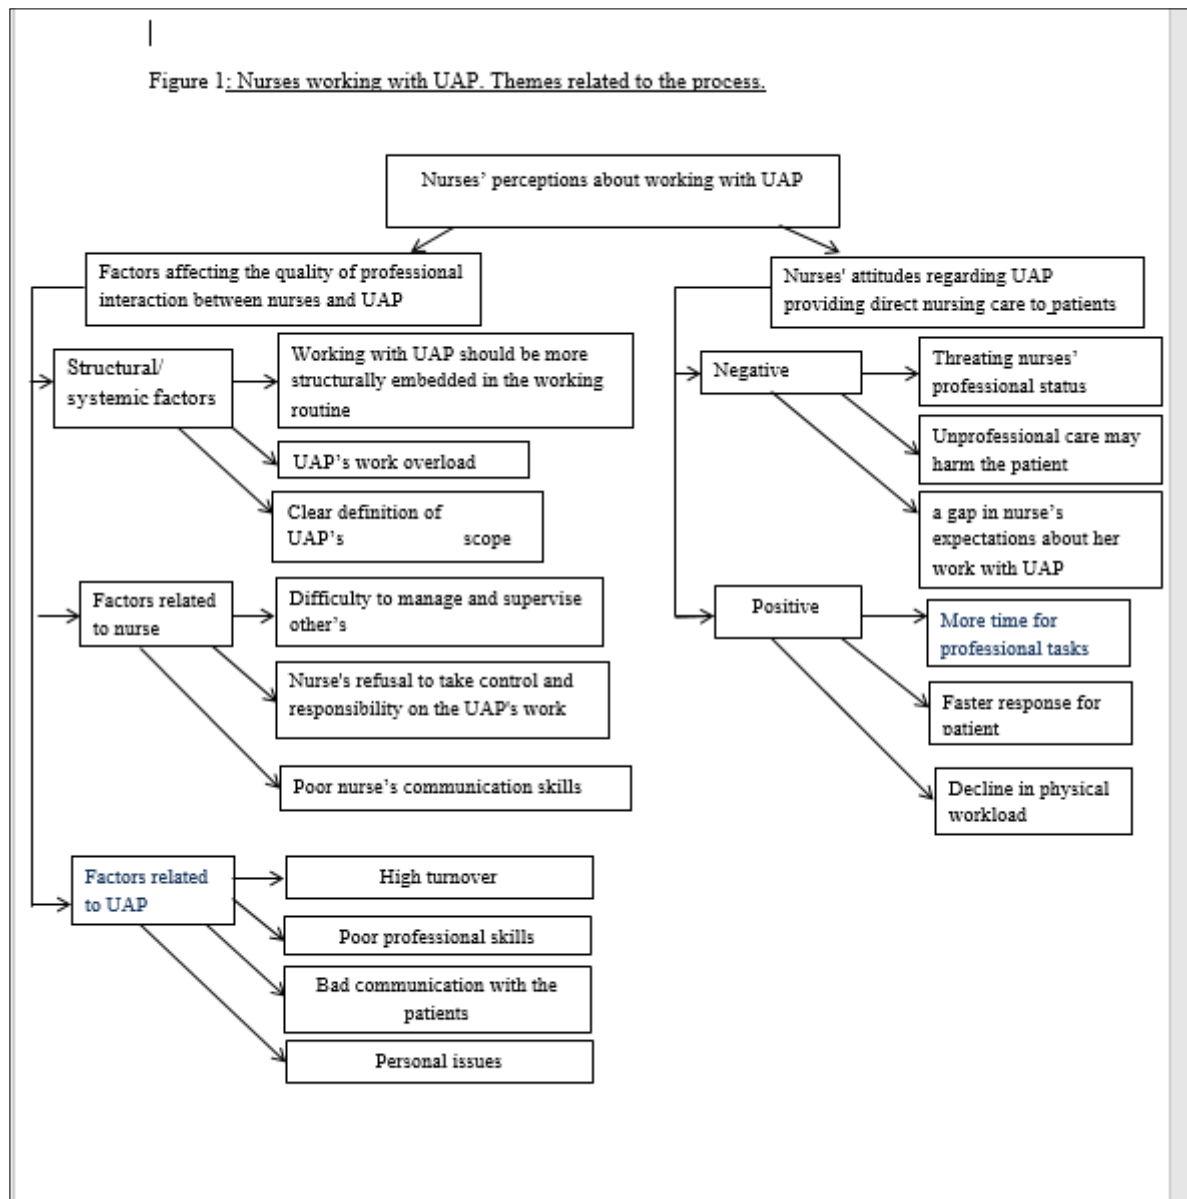 Figure 1: Nurses working with UAP. Themes related to the process.
Nurses’ perceptions about working with UAP
Factors affecting the quality of professional
interaction between nurses and UAP
Structural/
systemic factors
Working with UAP should be more
structurally embedded in the working
routine
UAP’s work overload
Clear definition of
UAP’s scope
Factors related
to nurse
Difficulty to manage and supervise
other’s
Nurse's refusal to take control and
responsibility on the UAP's work
Poor nurse’s communication skills
Factors related
to UAP
High turnover
Poor professional skills
Bad communication with the
patients
Personal issues
Nurses' attitudes regarding UAP
providing direct nursing care to patients
Negative
Threating nurses’
professional status
Unprofessional care may
harm the patient
a gap in nurse’s
expectations about her
work with UAP
Positive
More time for
professional tasks
Faster response for
patient
Decline in physical
workload